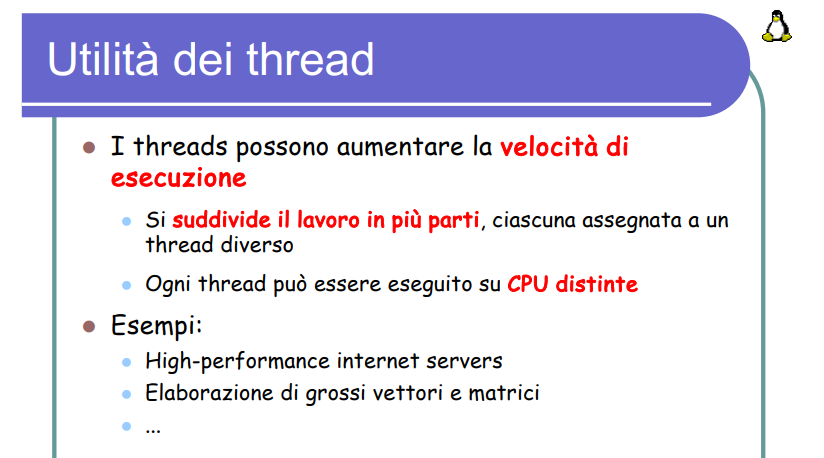 Utilità dei thread
I threads possono aumentare la velocità di
esecuzione
Si suddivide il lavoro in più parti, ciascuna assegnata a un
thread diverso
Ogni thread può essere eseguito su CPU distinte
Esempi:
High-performance internet servers
Elaborazione di grossi vettori e matrici
...